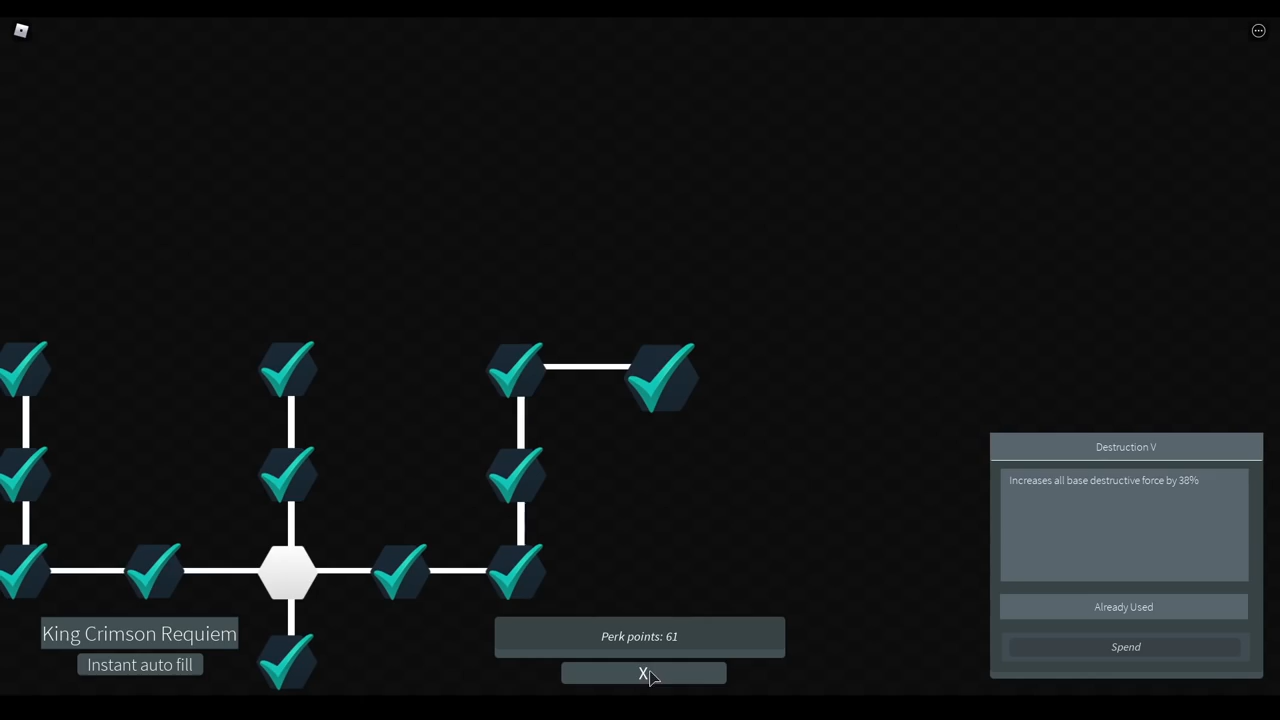 Destruction V
Increases all base destructive force by 38%
Already Used
Spend
King Crimson Requiem
Instant auto fill
Perk points: 61
X